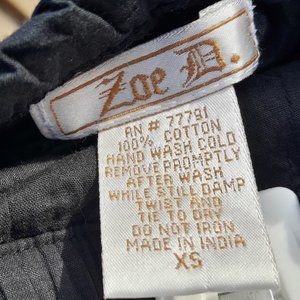 Zoe D.
RN # 77791
100% COTTON
HAND WASH COLD
REMOVE PROMPTLY
AFTER WASH
WHILE STILL DAMP
TWIST AND
TIE TO DRY
DO NOT IRON
MADE IN INDIA
XS